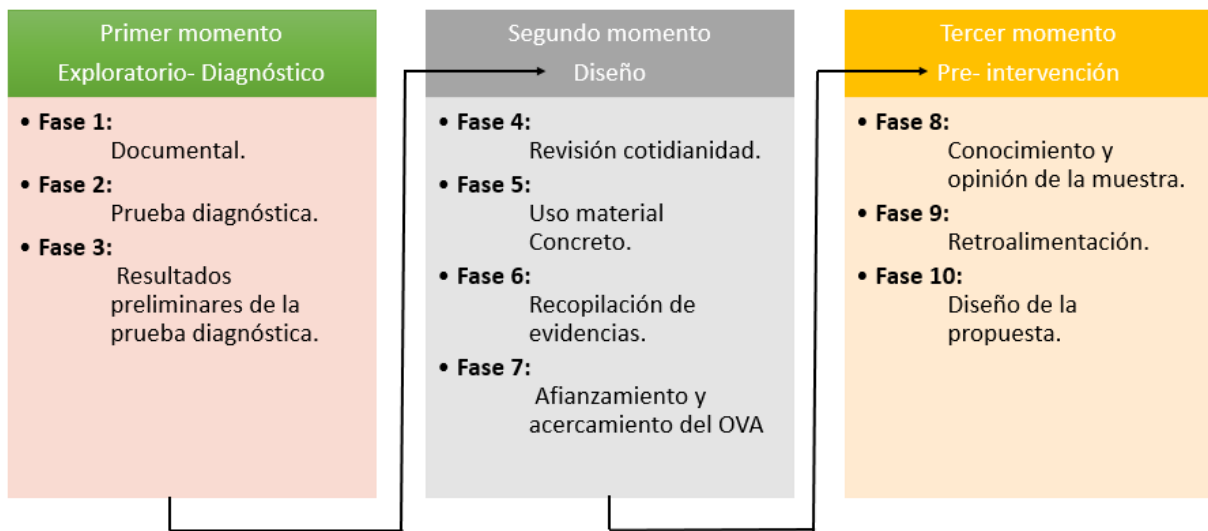 Primer momento
Exploratorio- Diagnóstico
• Fase 1:
Documental.
• Fase 2:
Prueba diagnóstica.
• Fase 3:
Resultados
preliminares de la
prueba diagnóstica.
Segundo momento
Diseño
• Fase 4:
Revisión cotidianidad.
• Fase 5:
Uso material
Concreto.
• Fase 6:
Recopilación de
evidencias.
• Fase 7:
Afianzamiento y
acercamiento del OVA
Tercer momento
Pre- intervención
• Fase 8:
Conocimiento y
opinión de la muestra.
• Fase 9:
Retroalimentación.
• Fase 10:
Diseño de la
propuesta.